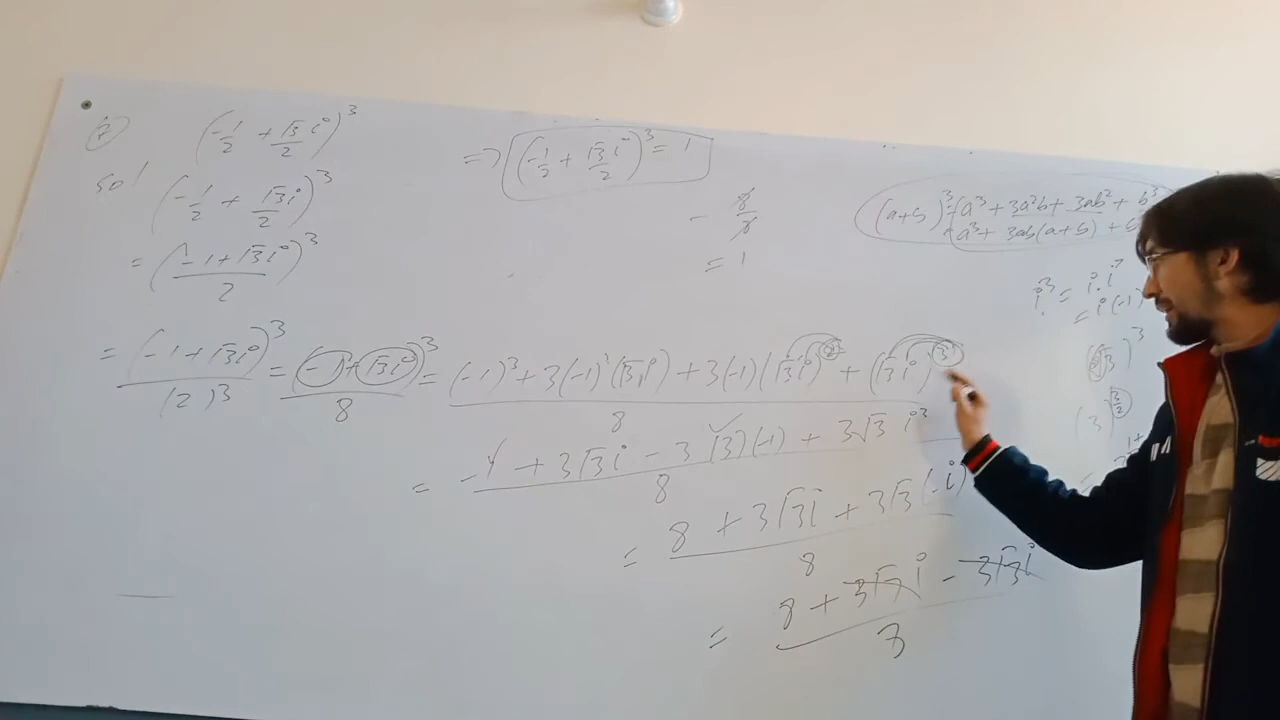 (-1/2 + √3/2 i)³
Sol
(-1/2 + √3i/2)³
= (-1+√3i/2)³
= (-1+√3i)³/(2)³ = (-1+√3i)³/8 = (-1)³+3(-1)²(√3i)+3(-1)(√3i)²+(√3i)³/8
= -1+3√3i-3(3)(-1)+3√3 i³/8
= 8+3√3i+3√3(-i)/8
= 8+3√3i-3√3i/8
=> (-1/2 + √3i/2)³ = 1
8/8
= 1
(a+b)³=a³+3a²b+3ab²+b³
=a³+3ab(a+b)+
i³ = i.i²
= i(-1)
(√3)³
(3)^3/2